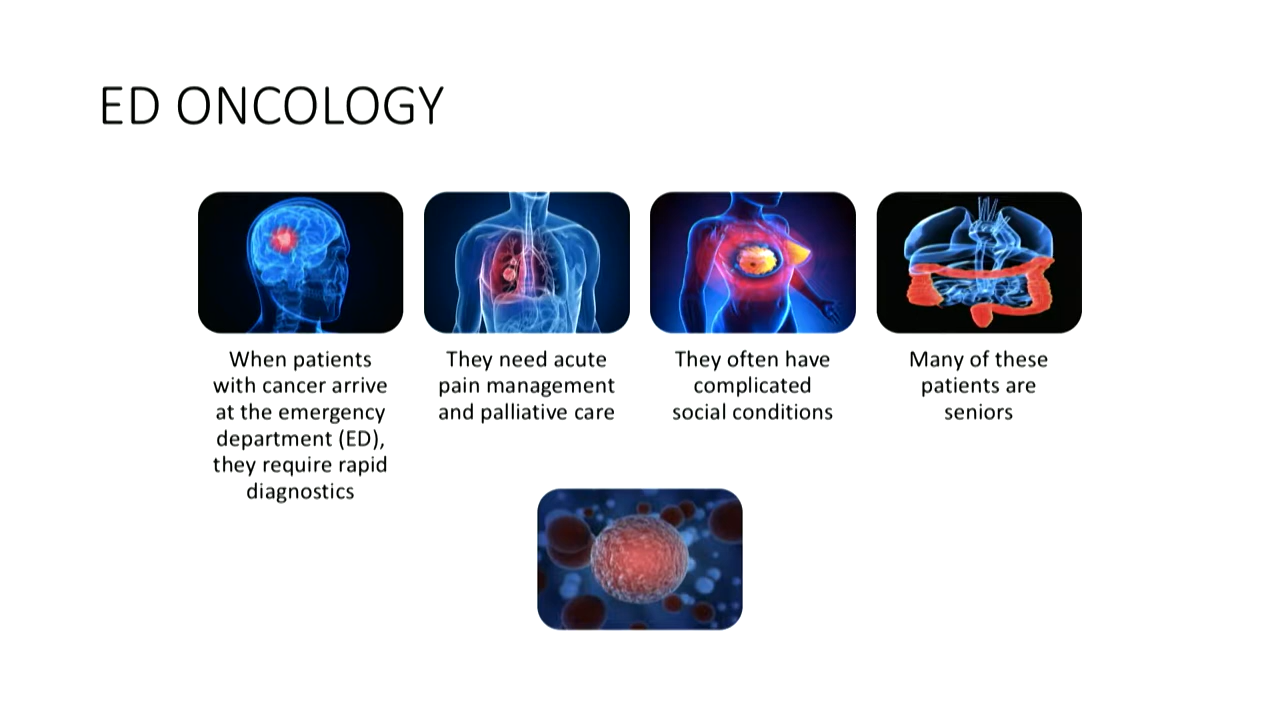 ED ONCOLOGY
When patients
with cancer arrive
at the emergency
department (ED),
they require rapid
diagnostics
They need acute
pain management
and palliative care
They often have
complicated
social conditions
Many of these
patients are
seniors